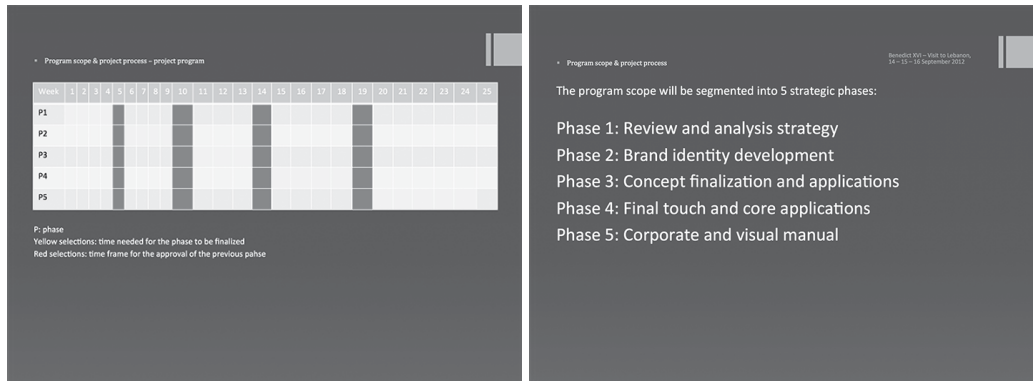 Program scope & project process – project program
Week 1 2 3 4 5 6 7 8 9 10 11 12 13 14 15 16 17 18 19 20 21 22 23 24 25
P1
P2
P3
P4
P5
P: phase
Yellow selections: time needed for the phase to be finalized
Red selections: time frame for the approval of the previous pahse
Benedict XVI – Visit to Lebanon,
14 – 15 – 16 September 2012
Program scope & project process
The program scope will be segmented into 5 strategic phases:
Phase 1: Review and analysis strategy
Phase 2: Brand identity development
Phase 3: Concept finalization and applications
Phase 4: Final touch and core applications
Phase 5: Corporate and visual manual